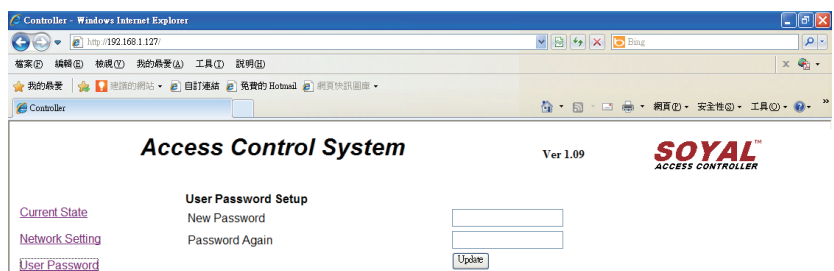 Controller - Windows Internet Explorer
http://192.168.1.127/
Bing
檔案(F) 編輯(E) 檢視(V) 我的最愛(A) 工具(T) 說明(H)
我的最愛 建議的網站 自訂連結 免費的 Hotmail 網頁快訊圖庫
Controller
網頁(P) 安全性(S) 工具(O)
Access Control System
Ver 1.09
SOYAL™
ACCESS CONTROLLER
User Password Setup
Current State
New Password
Network Setting
Password Again
User Password
Update